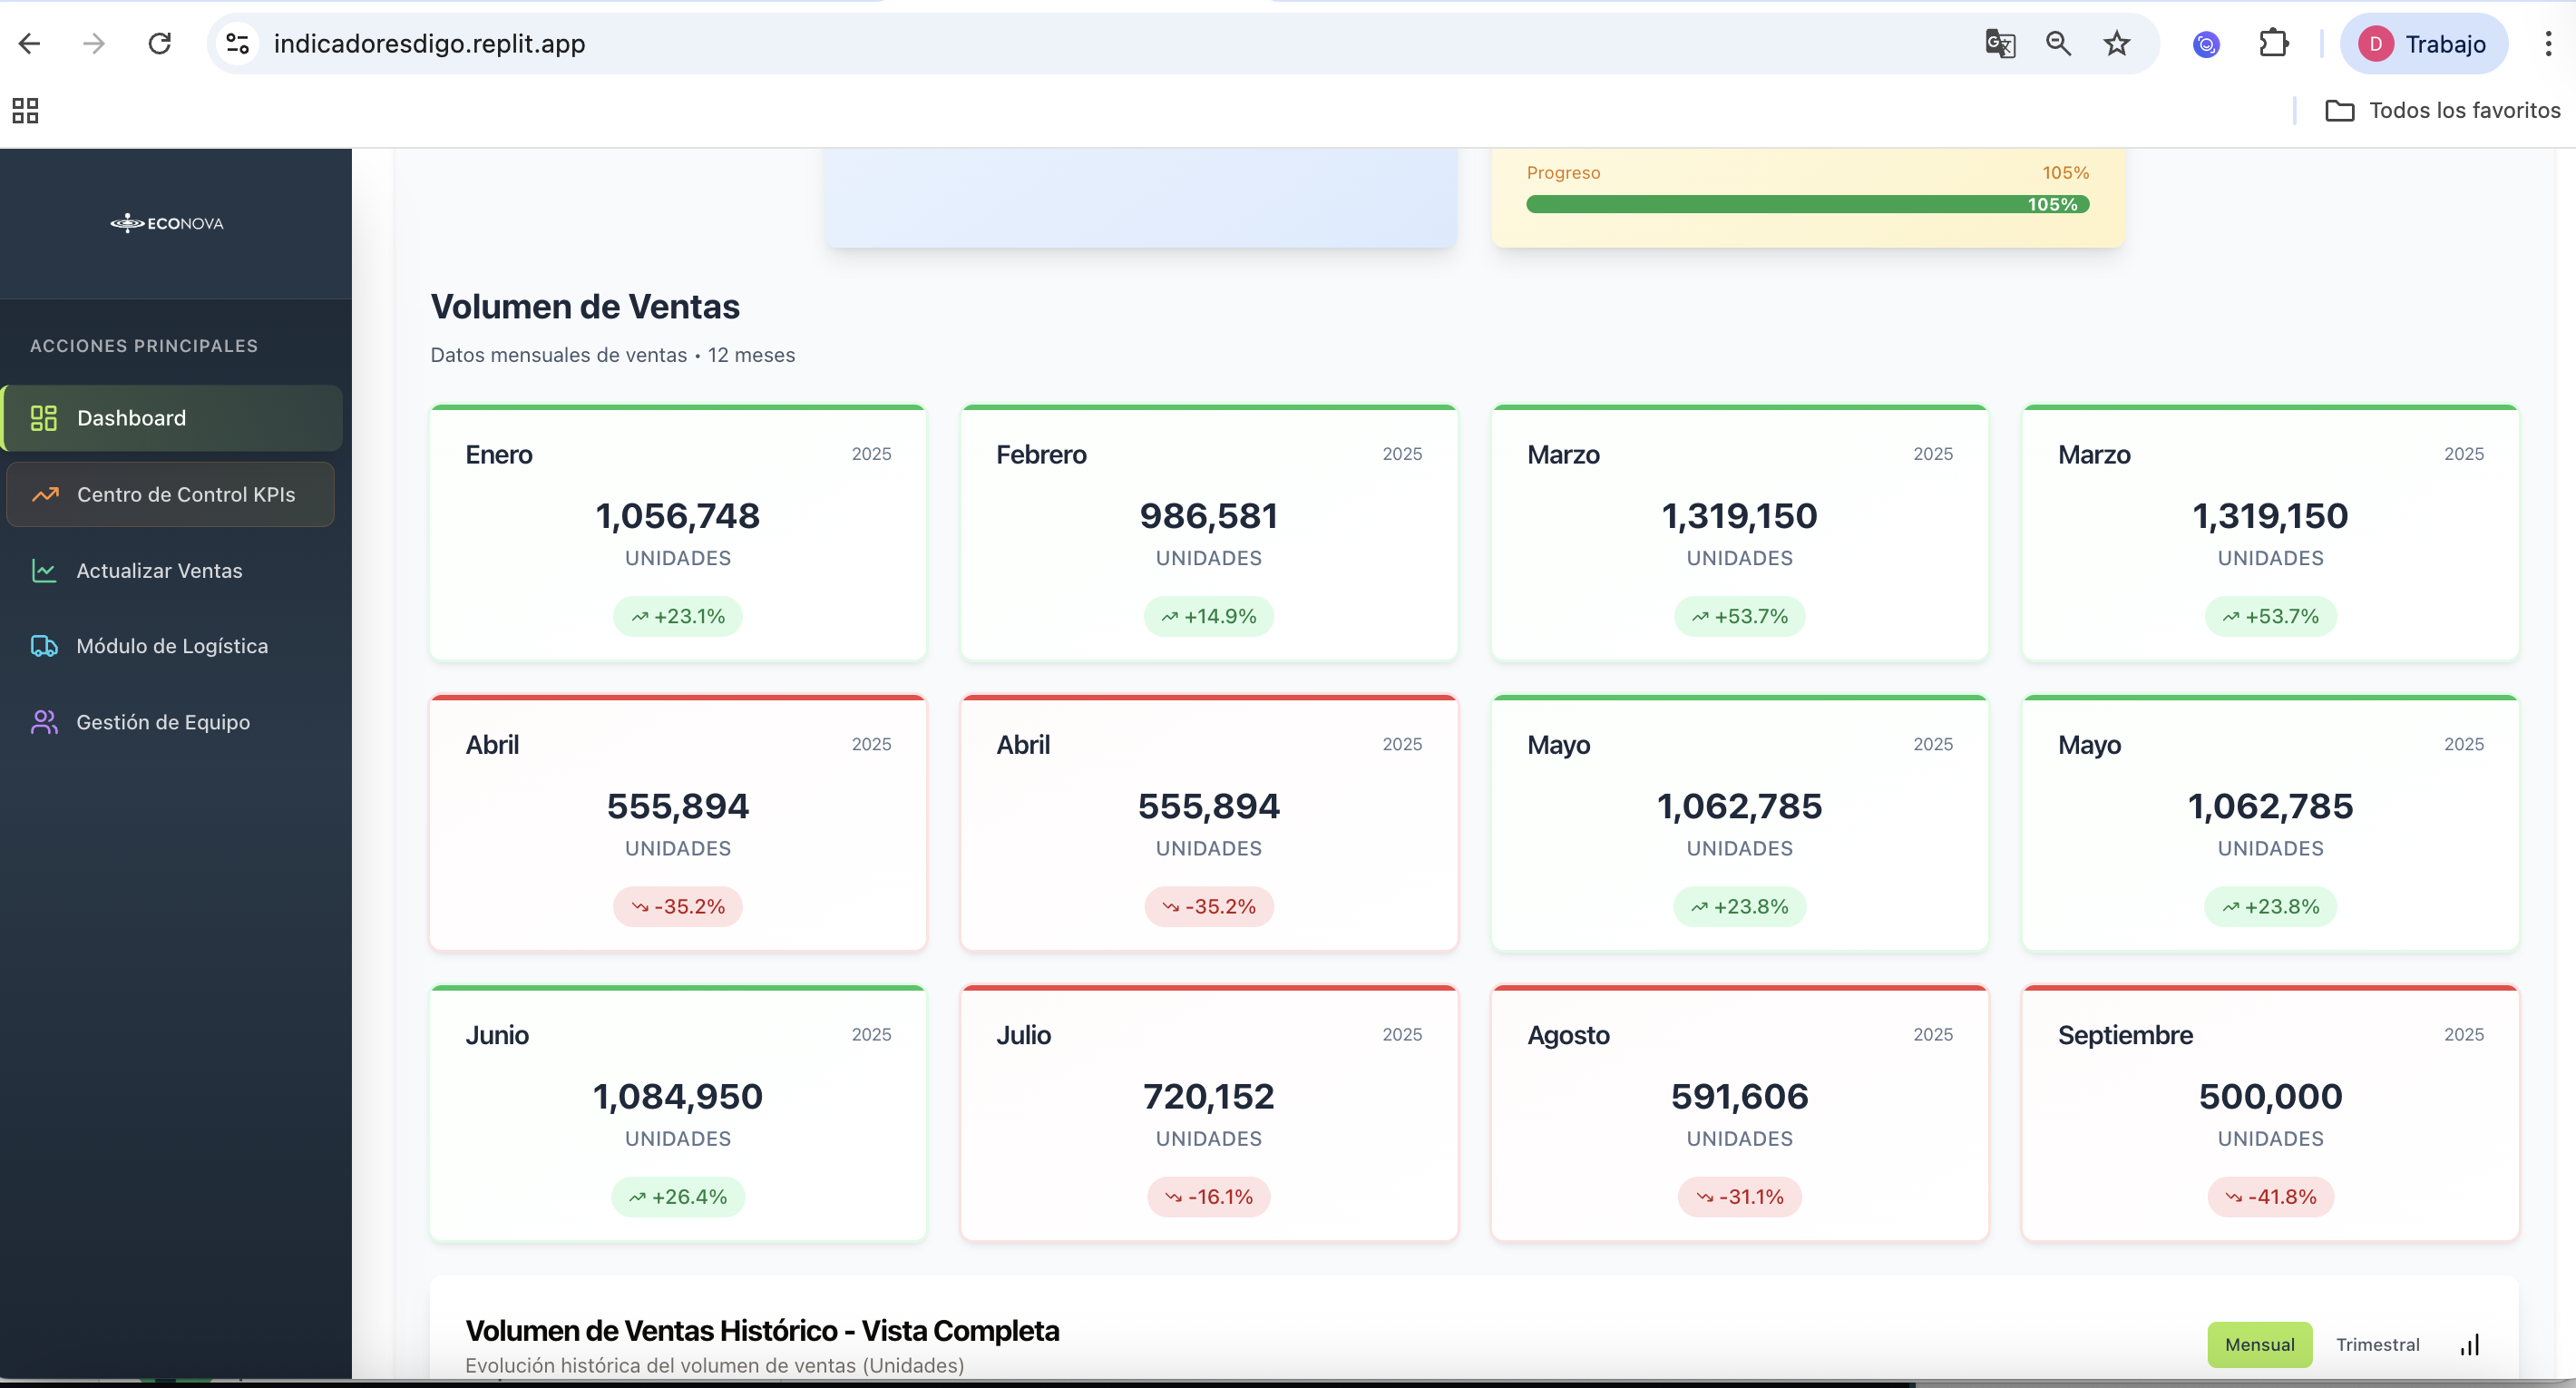 indicadoresdigo.replit.app
D
Trabajo
Todos los favoritos
ECONOVA
ACCIONES PRINCIPALES
Dashboard
Centro de Control KPIs
Actualizar Ventas
Módulo de Logística
Gestión de Equipo
Progreso 105%
105%
Volumen de Ventas
Datos mensuales de ventas • 12 meses
Enero 2025
1,056,748
UNIDADES
+23.1%
Febrero 2025
986,581
UNIDADES
+14.9%
Marzo 2025
1,319,150
UNIDADES
+53.7%
Marzo 2025
1,319,150
UNIDADES
+53.7%
Abril 2025
555,894
UNIDADES
-35.2%
Abril 2025
555,894
UNIDADES
-35.2%
Mayo 2025
1,062,785
UNIDADES
+23.8%
Mayo 2025
1,062,785
UNIDADES
+23.8%
Junio 2025
1,084,950
UNIDADES
+26.4%
Julio 2025
720,152
UNIDADES
-16.1%
Agosto 2025
591,606
UNIDADES
-31.1%
Septiembre 2025
500,000
UNIDADES
-41.8%
Volumen de Ventas Histórico - Vista Completa
Evolución histórica del volumen de ventas (Unidades)
Mensual
Trimestral